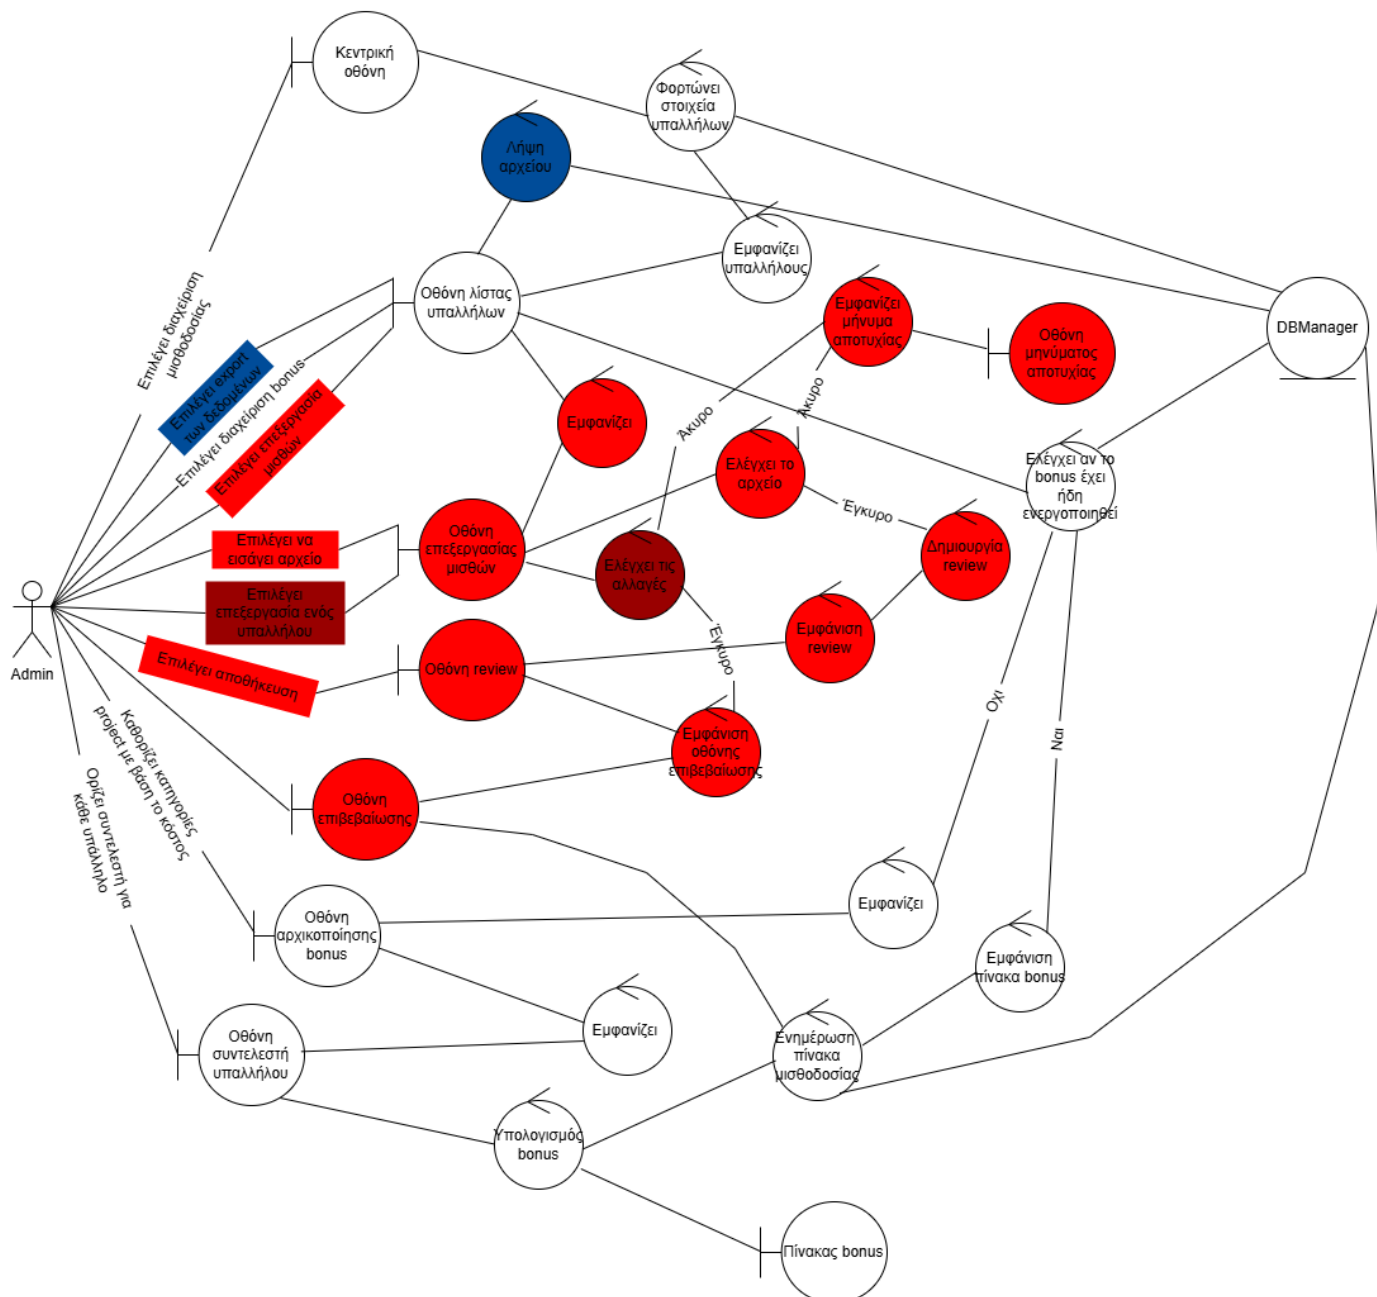 Κεντρική
οθόνη
Φορτώνει
στοιχεία
υπαλλήλων
Λήψη
αρχείου
Εμφανίζει
υπαλλήλους
Οθόνη λίστας
υπαλλήλων
Εμφανίζει
μήνυμα
αποτυχίας
Οθόνη
μηνύματος
αποτυχίας
DBManager
Επιλέγει διαχείριση
μισθοδοσίας
Επιλέγει export
των δεδομένων
Επιλέγει διαχείριση bonus
Επιλέγει επεξεργασία
μισθών
Εμφανίζει
Άκυρο
Άκυρο
Ελέγχει το
αρχείο
Ελέγχει αν το
bonus έχει
ήδη
ενεργοποιηθεί
Έγκυρο
Επιλέγει να
εισάγει αρχείο
Οθόνη
επεξεργασίας
μισθών
Ελέγχει τις
αλλαγές
Δημιουργία
review
Επιλέγει
επεξεργασία ενός
υπαλλήλου
Admin
Επιλέγει αποθήκευση
Οθόνη review
Έγκυρο
Εμφάνιση
review
Όχι
Ναι
Εμφάνιση
οθόνης
επιβεβαίωσης
Καθορίζει κατηγορίες
project με βάση το κόστος
Οθόνη
επιβεβαίωσης
Ορίζει συντελεστή για
κάθε υπάλληλο
Οθόνη
αρχικοποίησης
bonus
Εμφανίζει
Εμφάνιση
πίνακα bonus
Εμφανίζει
Οθόνη
συντελεστή
υπαλλήλου
Ενημέρωση
πίνακα
μισθοδοσίας
Υπολογισμός
bonus
Πίνακας bonus